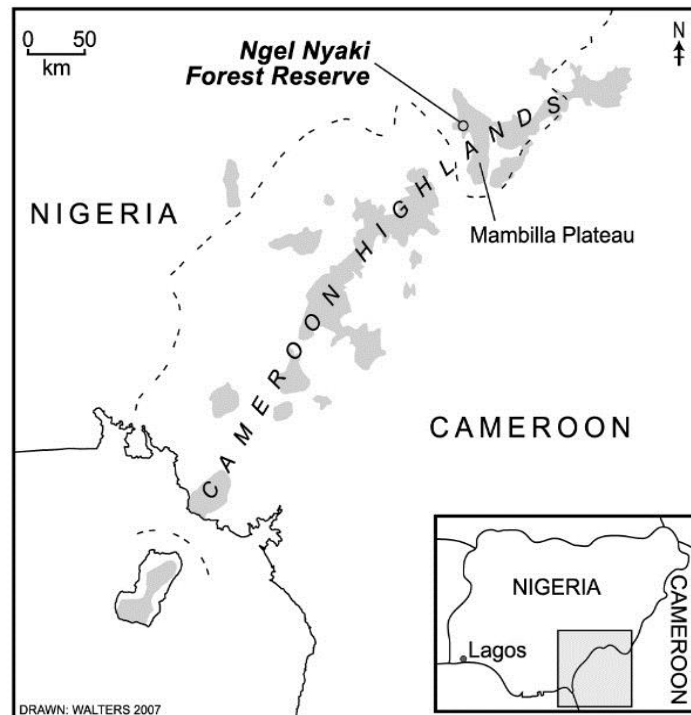 0 50
km
N
Ngel Nyaki
Forest Reserve
NIGERIA
CAMEROON HIGHLANDS
Mambilla Plateau
CAMEROON
NIGERIA
CAMEROON
Lagos
DRAWN: WALTERS 2007